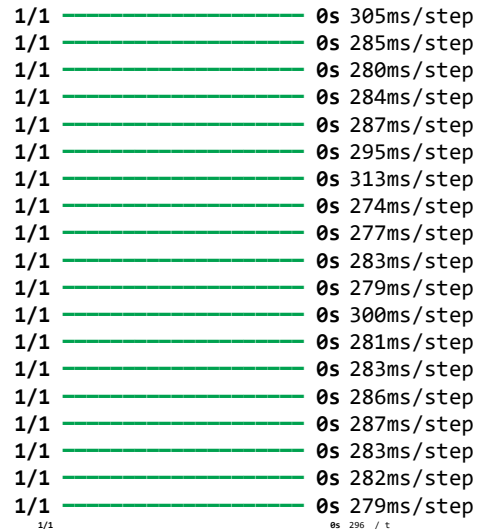 1/1 ━━━━━━━━━━━━━━━━━━━━ 0s 305ms/step
1/1 ━━━━━━━━━━━━━━━━━━━━ 0s 285ms/step
1/1 ━━━━━━━━━━━━━━━━━━━━ 0s 280ms/step
1/1 ━━━━━━━━━━━━━━━━━━━━ 0s 284ms/step
1/1 ━━━━━━━━━━━━━━━━━━━━ 0s 287ms/step
1/1 ━━━━━━━━━━━━━━━━━━━━ 0s 295ms/step
1/1 ━━━━━━━━━━━━━━━━━━━━ 0s 313ms/step
1/1 ━━━━━━━━━━━━━━━━━━━━ 0s 274ms/step
1/1 ━━━━━━━━━━━━━━━━━━━━ 0s 277ms/step
1/1 ━━━━━━━━━━━━━━━━━━━━ 0s 283ms/step
1/1 ━━━━━━━━━━━━━━━━━━━━ 0s 279ms/step
1/1 ━━━━━━━━━━━━━━━━━━━━ 0s 300ms/step
1/1 ━━━━━━━━━━━━━━━━━━━━ 0s 281ms/step
1/1 ━━━━━━━━━━━━━━━━━━━━ 0s 283ms/step
1/1 ━━━━━━━━━━━━━━━━━━━━ 0s 286ms/step
1/1 ━━━━━━━━━━━━━━━━━━━━ 0s 287ms/step
1/1 ━━━━━━━━━━━━━━━━━━━━ 0s 283ms/step
1/1 ━━━━━━━━━━━━━━━━━━━━ 0s 282ms/step
1/1 ━━━━━━━━━━━━━━━━━━━━ 0s 279ms/step
1/1 0s 296 / t